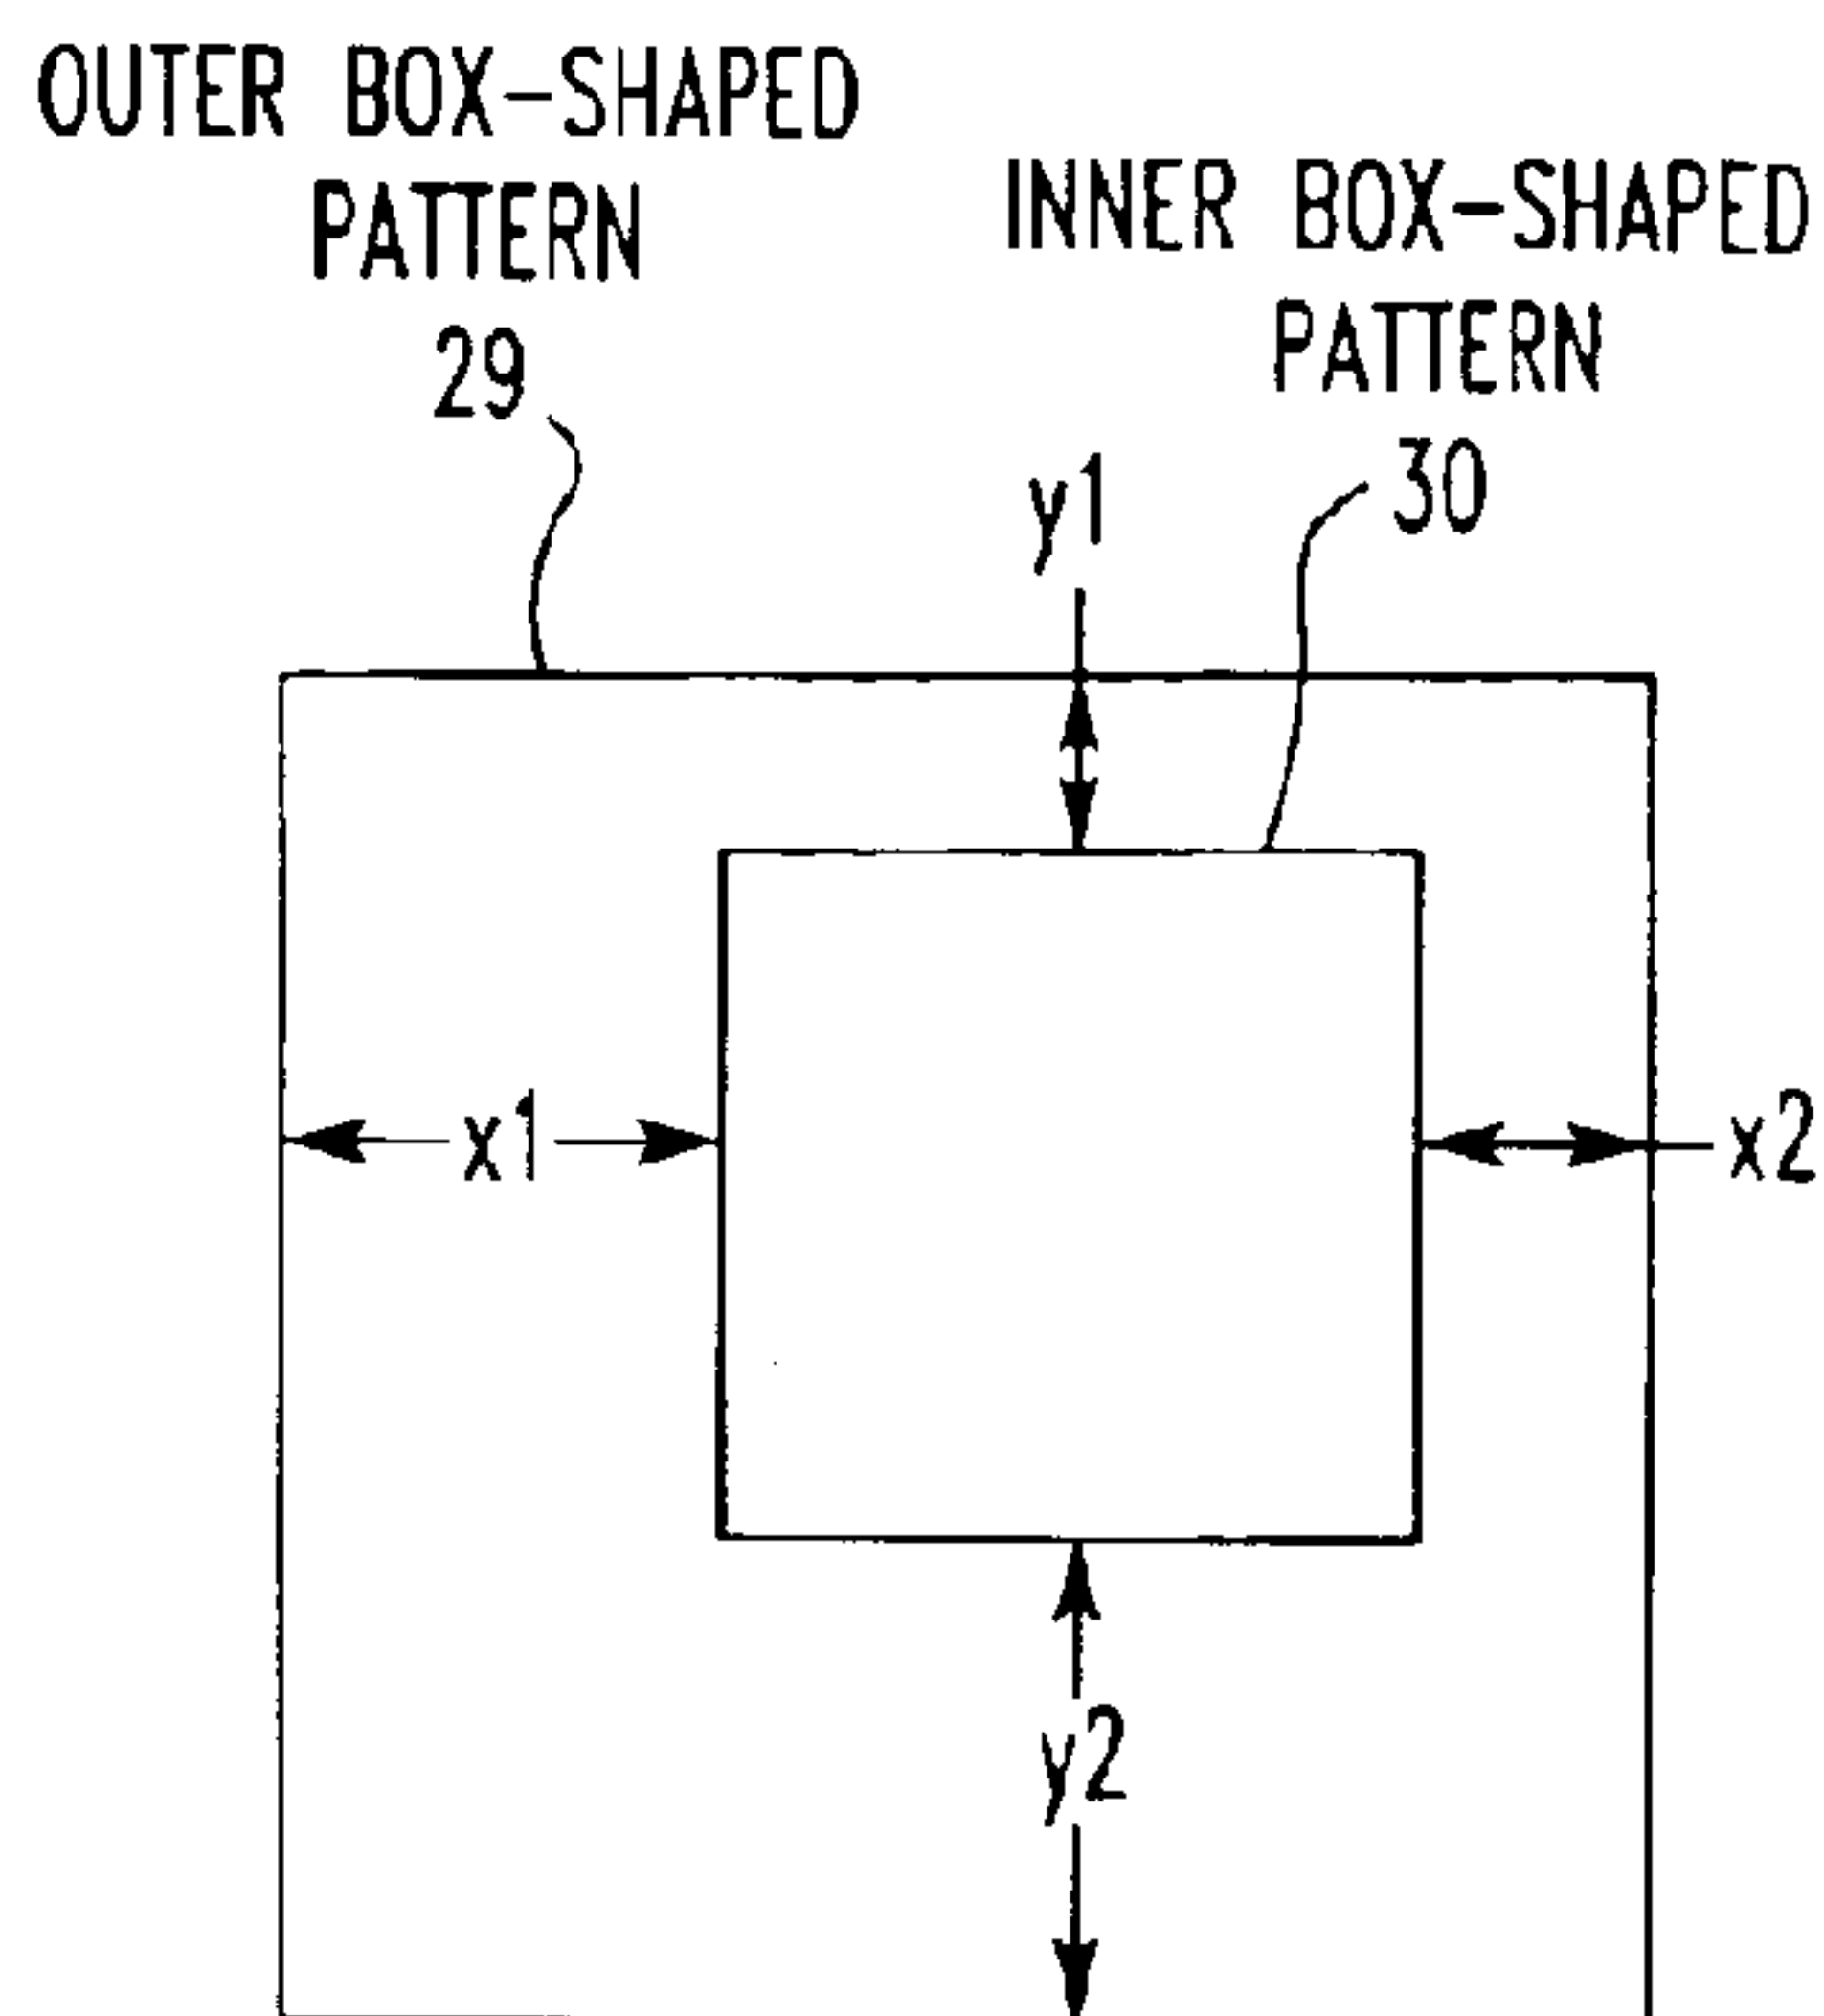 OUTER BOX-SHAPED
PATTERN
29
INNER BOX-SHAPED
PATTERN
30
y1
x1
x2
y2